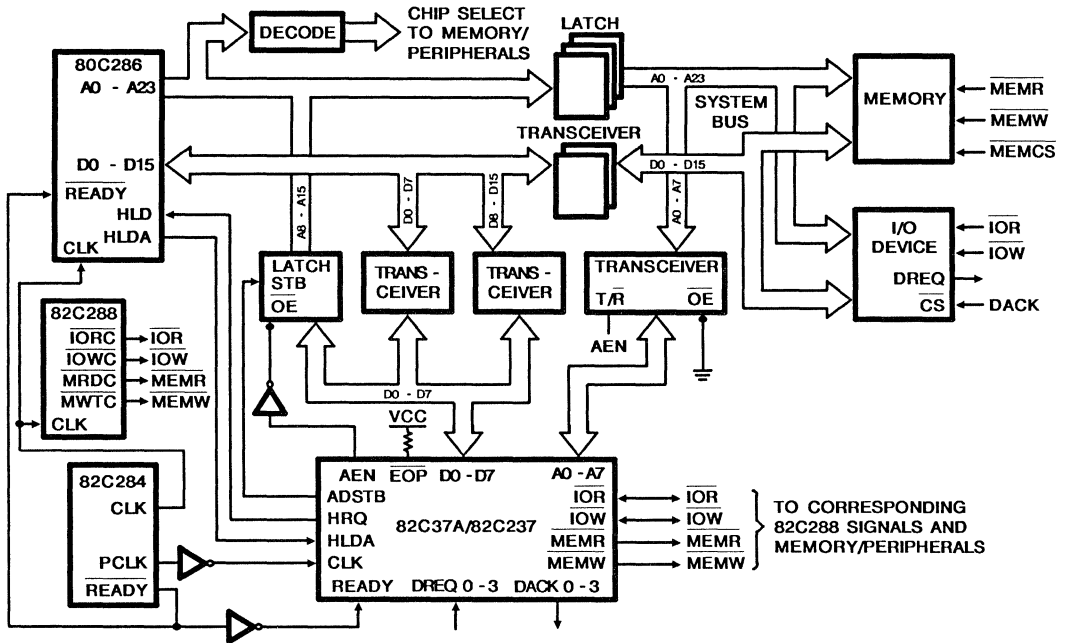 CHIP SELECT
TO MEMORY/
PERIPHERALS
DECODE
LATCH
80C286
A0 - A23
A0 - A23
SYSTEM
BUS
MEMORY
MEMR
MEMW
MEMCS
TRANSCEIVER
D0 - D15
D0 - D15
READY
HLD
HLDA
CLK
A8 - A15
D0 - D7
D8 - D15
A0 - A7
LATCH
STB
OE
TRANS -
CEIVER
TRANS -
CEIVER
TRANSCEIVER
T/R
OE
AEN
I/O
DEVICE
DREQ
CS
IOR
IOW
DACK
82C288
IORC
IOR
IOWC
IOW
MRDC
MEMR
MWTC
MEMW
CLK
D0 - D7
VCC
82C284
CLK
PCLK
READY
AEN
EOP
D0 - D7
A0 - A7
ADSTB
HRQ
HLDA
CLK
82C37A/82C237
IOR
IOW
MEMR
MEMW
READY
DREQ 0 - 3
DACK 0 - 3
IOR
IOW
MEMR
MEMW
TO CORRESPONDING
82C288 SIGNALS AND
MEMORY/PERIPHERALS